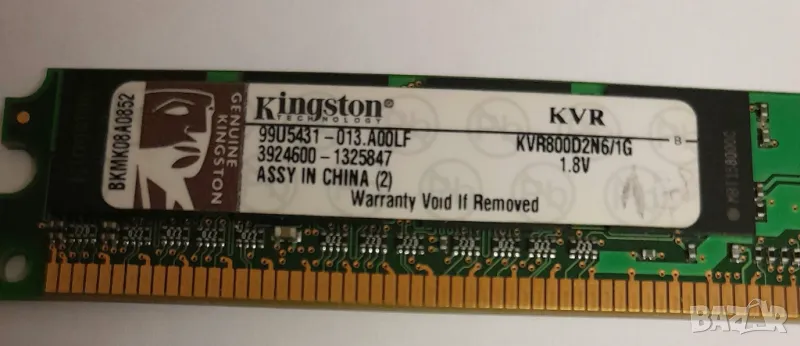 BKMK08A0852
GENUINE
KINGSTON
Kingston®
TECHNOLOGY
KVR
99U5431-013.A00LF
KVR800D2N6/1G
B
3924600-1325847
1.8V
ASSY IN CHINA (2)
Warranty Void If Removed
BAZAR